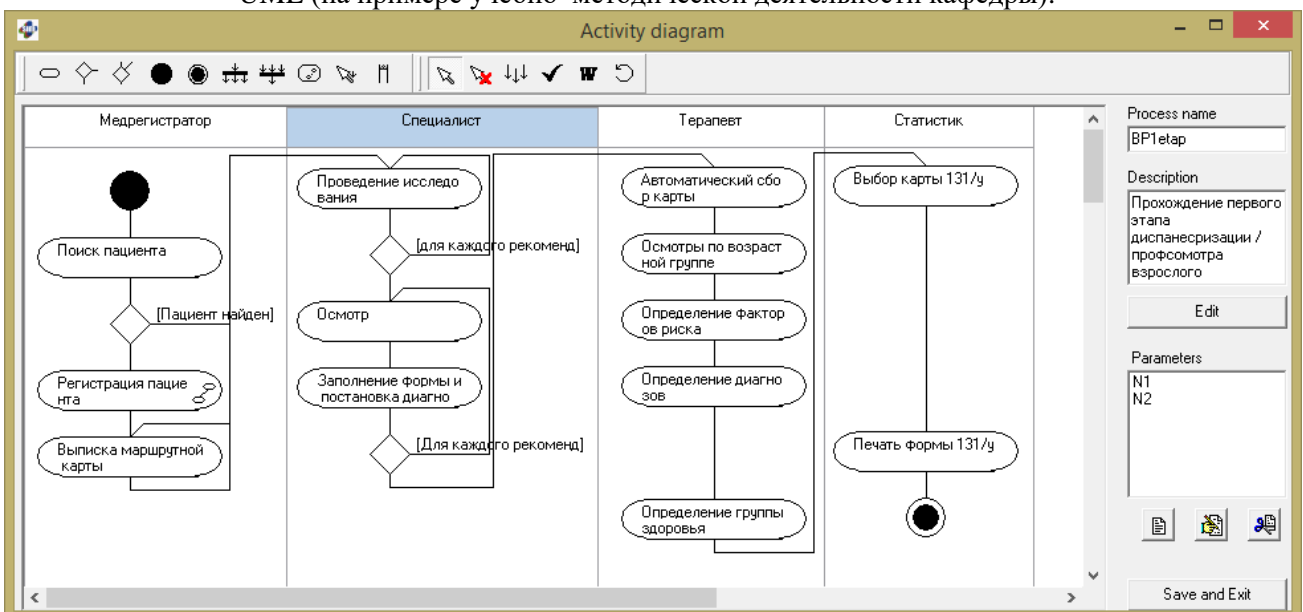 UML (на примере учебно- методической деятельности кафедры).
Activity diagram
Медрегистратор
Специалист
Терапевт
Статистик
Поиск пациента
[Пациент найден]
Регистрация пацие
нта
Выписка маршрутной
карты
Проведение исследо
вания
[для каждого рекоменд]
Осмотр
Заполнение формы и
постановка диагно
[Для каждого рекоменд]
Автоматический сбо
р карты
Осмотры по возраст
ной группе
Определение фактор
ов риска
Определение диагно
зов
Определение группы
здоровья
Выбор карты 131/у
Печать формы 131/у
Process name
BP1etap
Description
Прохождение первого
этапа
диспанесризации /
профсомотра
взрослого
Edit
Parameters
N1
N2
Save and Exit